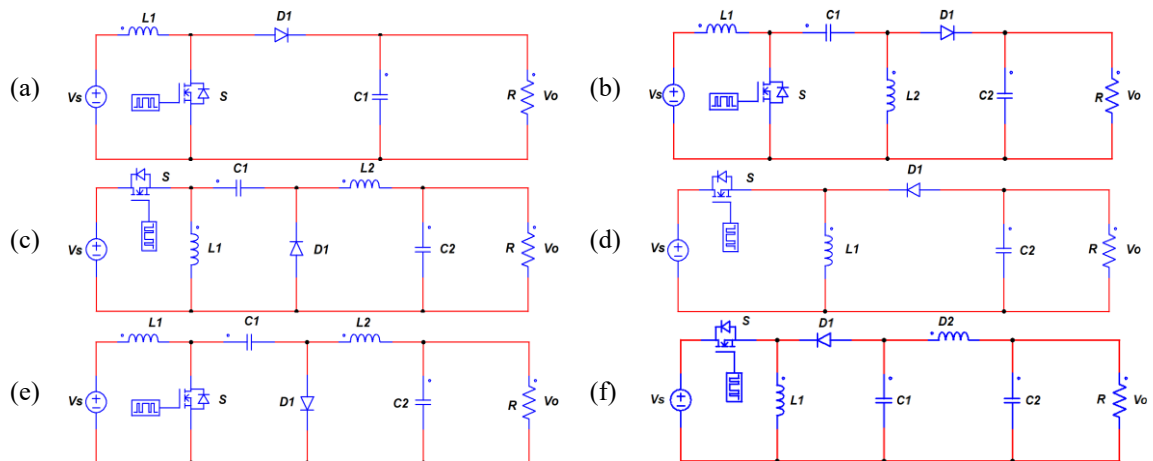 L1 D1
(a) Vs S C1 R Vo
L1 C1 D1
(b) Vs S L2 C2 R Vo
S C1 L2
(c) Vs L1 D1 C2 R Vo
S D1
(d) Vs L1 C2 R Vo
L1 C1 L2
(e) Vs S D1 C2 R Vo
S D1 D2
(f) Vs L1 C1 C2 R Vo